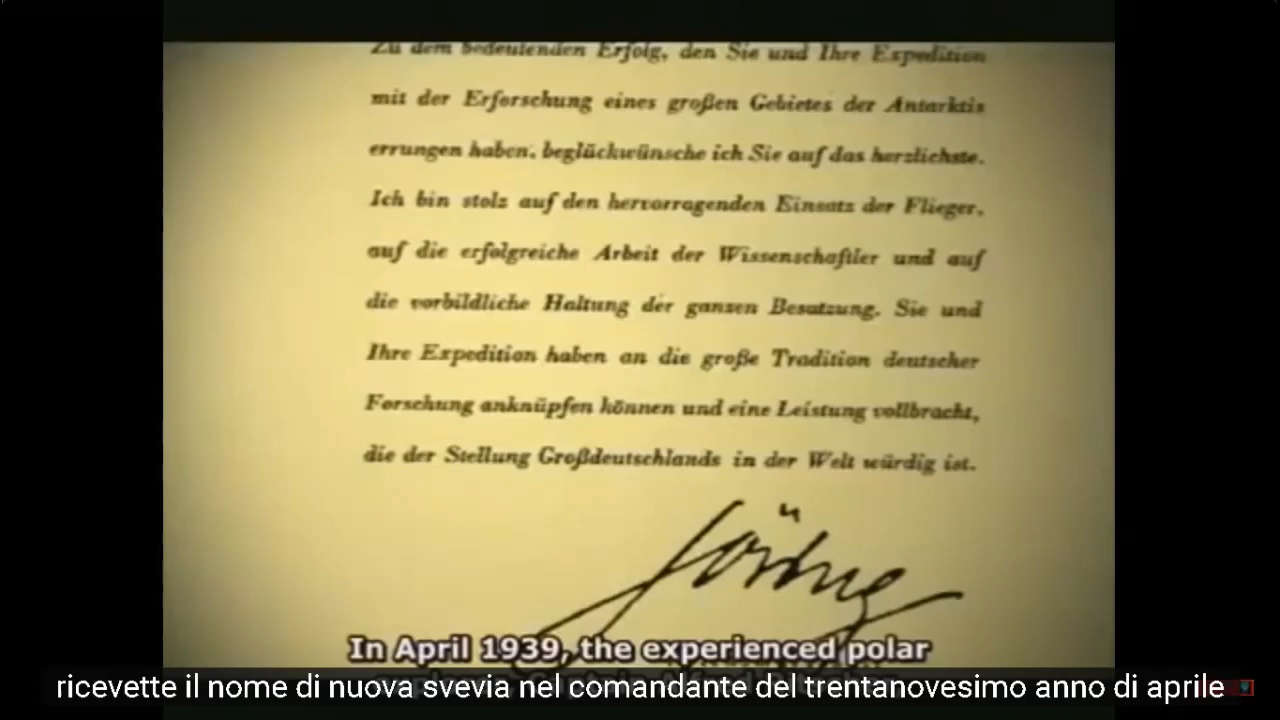 Zu dem bedeutenden Erfolg, den Sie und Ihre Expedition
mit der Erforschung eines großen Gebietes der Antarktis
errungen haben, beglückwünsche ich Sie auf das herzlichste.
Ich bin stolz auf den hervorragenden Einsatz der Flieger,
auf die erfolgreiche Arbeit der Wissenschaftler und auf
die vorbildliche Haltung der ganzen Besatzung. Sie und
Ihre Expedition haben an die große Tradition deutscher
Forschung anknüpfen können und eine Leistung vollbracht,
die der Stellung Großdeutschlands in der Welt würdig ist.
Göring
In April 1939, the experienced polar
ricevette il nome di nuova svevia nel comandante del trentanovesimo anno di aprile